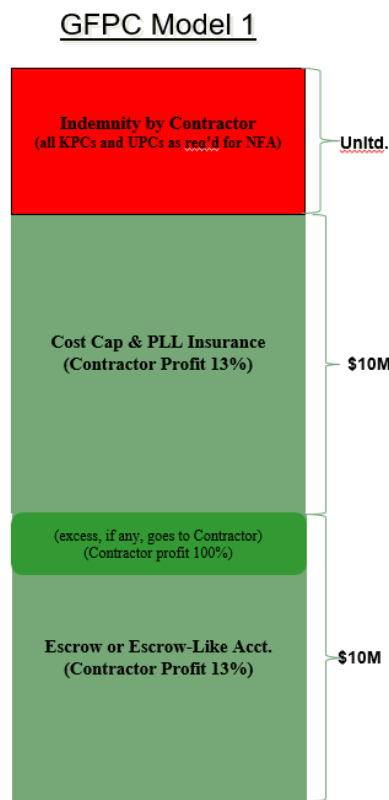 GFPC Model 1
Indemnity by Contractor
(all KPCs and UPCs as req'd for NFA)
Unltd.
Cost Cap & PLL Insurance
(Contractor Profit 13%)
$10M
(excess, if any, goes to Contractor)
(Contractor profit 100%)
Escrow or Escrow-Like Acct.
(Contractor Profit 13%)
$10M